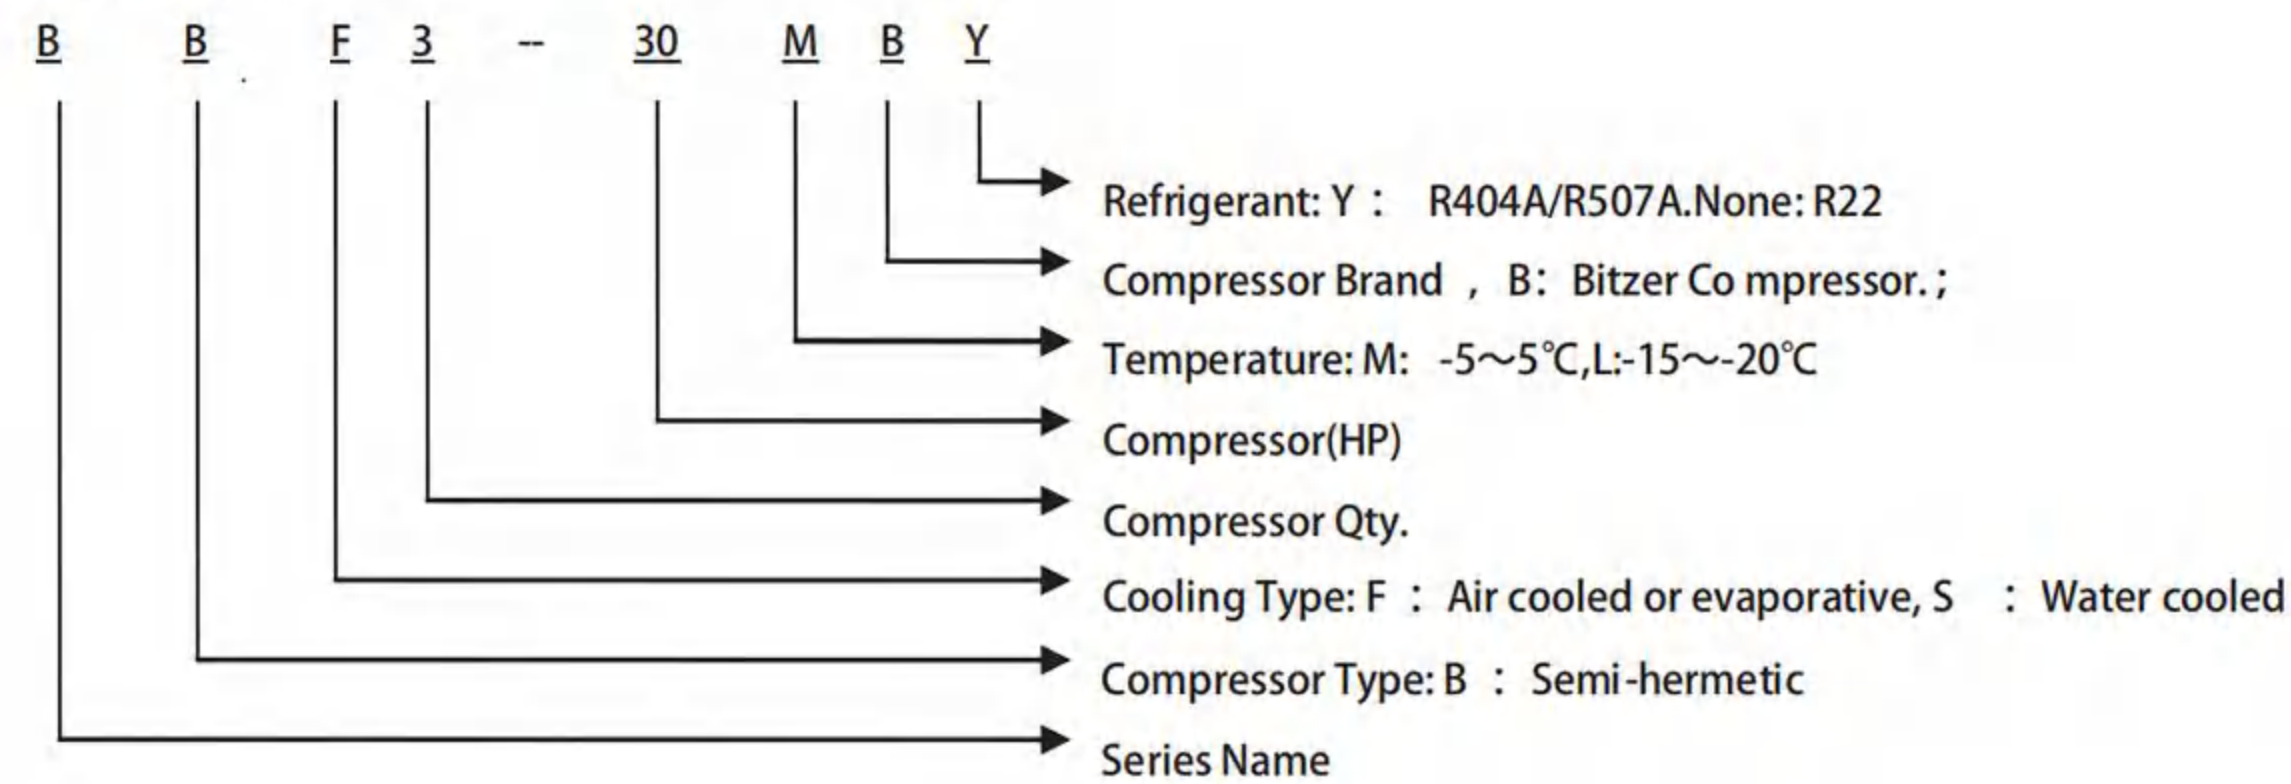 B B F 3 -- 30 M B Y
Refrigerant: Y： R404A/R507A.None: R22
Compressor Brand , B: Bitzer Co mpressor. ;
Temperature: M: -5～5℃,L:-15～-20℃
Compressor(HP)
Compressor Qty.
Cooling Type: F ： Air cooled or evaporative, S ： Water cooled
Compressor Type: B ： Semi-hermetic
Series Name